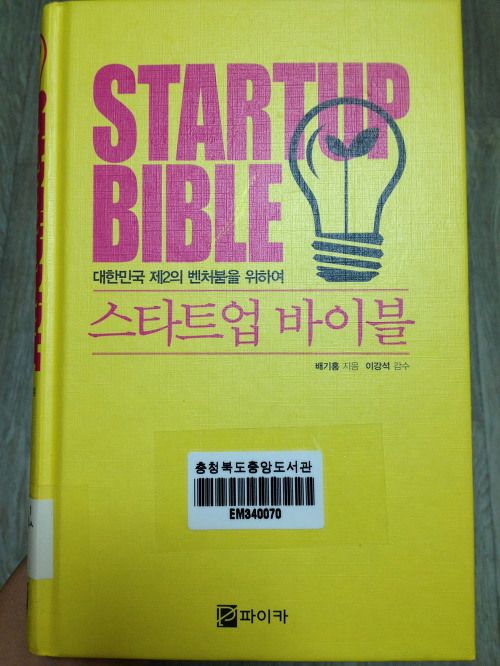 STARTUP
BIBLE
대한민국 제2의 벤처붐을 위하여
스타트업 바이블
배기홍 지음 이강석 감수
충청북도중앙도서관
EM340070
파이카